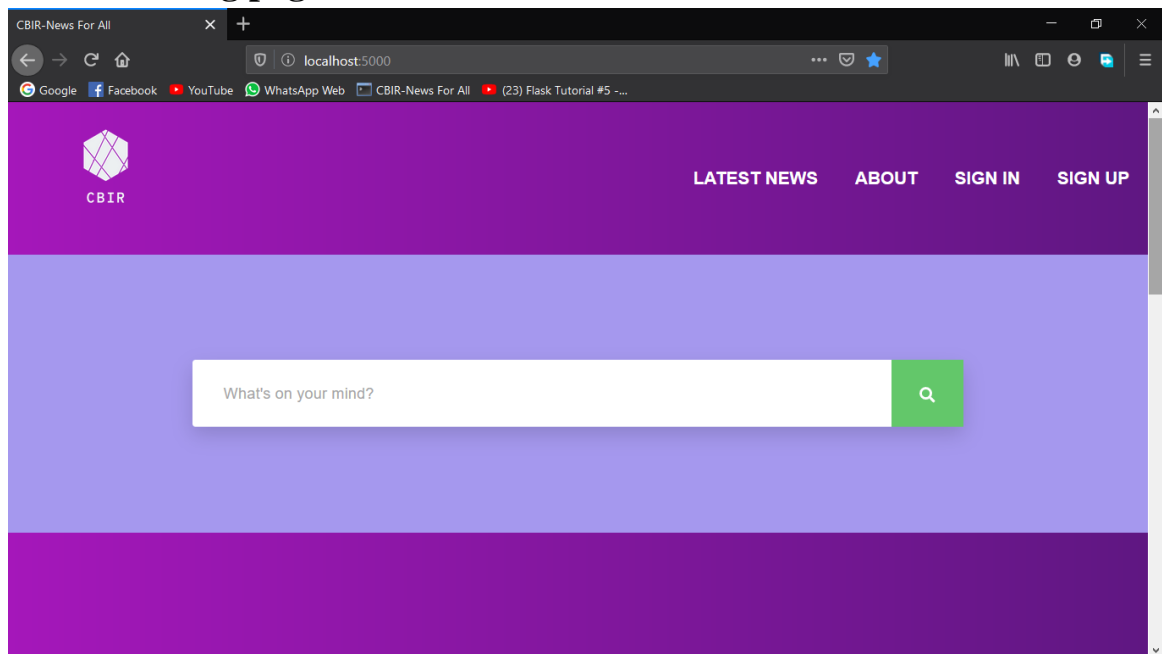 CBIR-News For All
localhost:5000
Google Facebook YouTube WhatsApp Web CBIR-News For All (23) Flask Tutorial #5 -...
CBIR
LATEST NEWS ABOUT SIGN IN SIGN UP
What's on your mind?